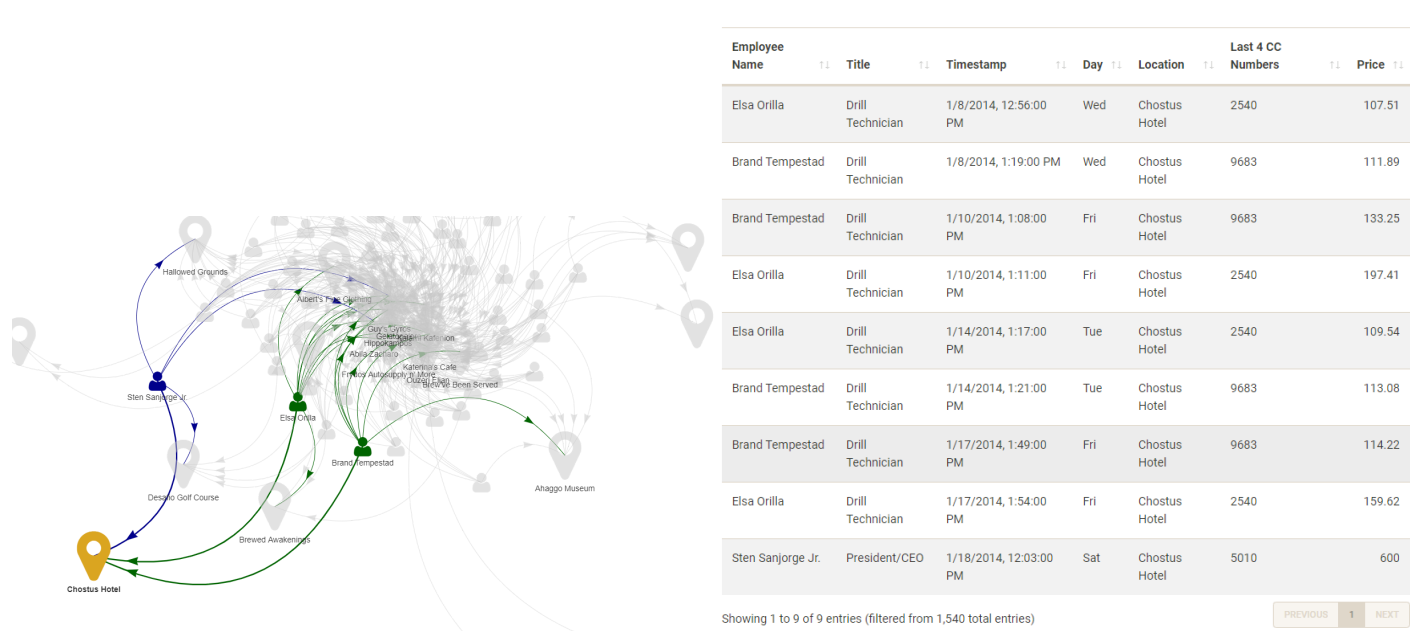 Hallowed Grounds
Albert's Fine Clothing
Guy's Gyros
Hippokampos
Abila Zacharo
Katerina's Cafe
Frydos Autosupply n' More
Ouzeri Elian
Brew've Been Served
Sten Sanjorge Jr.
Elsa Orilla
Brand Tempestad
Desafio Golf Course
Ahaggo Museum
Brewed Awakenings
Chostus Hotel
Employee Name Title Timestamp Day Location Last 4 CC Numbers Price
Elsa Orilla Drill Technician 1/8/2014, 12:56:00 PM Wed Chostus Hotel 2540 107.51
Brand Tempestad Drill Technician 1/8/2014, 1:19:00 PM Wed Chostus Hotel 9683 111.89
Brand Tempestad Drill Technician 1/10/2014, 1:08:00 PM Fri Chostus Hotel 9683 133.25
Elsa Orilla Drill Technician 1/10/2014, 1:11:00 PM Fri Chostus Hotel 2540 197.41
Elsa Orilla Drill Technician 1/14/2014, 1:17:00 PM Tue Chostus Hotel 2540 109.54
Brand Tempestad Drill Technician 1/14/2014, 1:21:00 PM Tue Chostus Hotel 9683 113.08
Brand Tempestad Drill Technician 1/17/2014, 1:49:00 PM Fri Chostus Hotel 9683 114.22
Elsa Orilla Drill Technician 1/17/2014, 1:54:00 PM Fri Chostus Hotel 2540 159.62
Sten Sanjorge Jr. President/CEO 1/18/2014, 12:03:00 PM Sat Chostus Hotel 5010 600
Showing 1 to 9 of 9 entries (filtered from 1,540 total entries)
PREVIOUS 1 NEXT